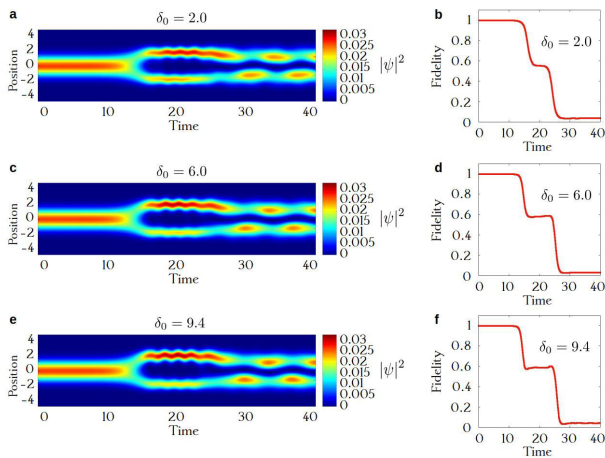 a
δ₀ = 2.0
4
2
0
-2
-4
Position
0 10 20 30 40
Time
0.03
0.025
0.02
0.015
0.01
0.005
0
|ψ|²
b
1
0.8
0.6
0.4
0.2
0
Fidelity
δ₀ = 2.0
0 10 20 30 40
Time
c
δ₀ = 6.0
4
2
0
-2
-4
Position
0 10 20 30 40
Time
0.03
0.025
0.02
0.015
0.01
0.005
0
|ψ|²
d
1
0.8
0.6
0.4
0.2
0
Fidelity
δ₀ = 6.0
0 10 20 30 40
Time
e
δ₀ = 9.4
4
2
0
-2
-4
Position
0 10 20 30 40
Time
0.03
0.025
0.02
0.015
0.01
0.005
0
|ψ|²
f
1
0.8
0.6
0.4
0.2
0
Fidelity
δ₀ = 9.4
0 10 20 30 40
Time